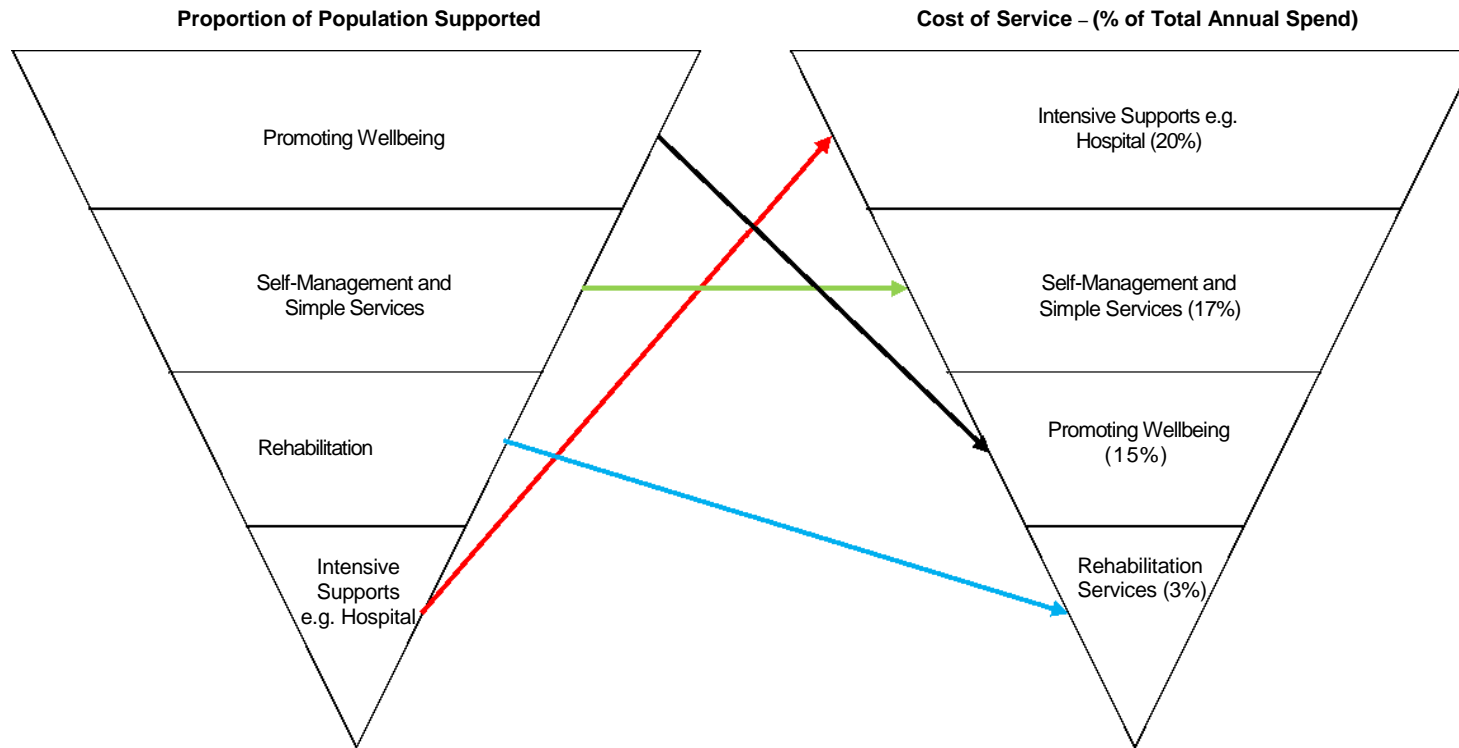 Proportion of Population Supported
Promoting Wellbeing
Self-Management and
Simple Services
Rehabilitation
Intensive
Supports
e.g. Hospital
Cost of Service – (% of Total Annual Spend)
Intensive Supports e.g.
Hospital (20%)
Self-Management and
Simple Services (17%)
Promoting Wellbeing
(15%)
Rehabilitation
Services (3%)